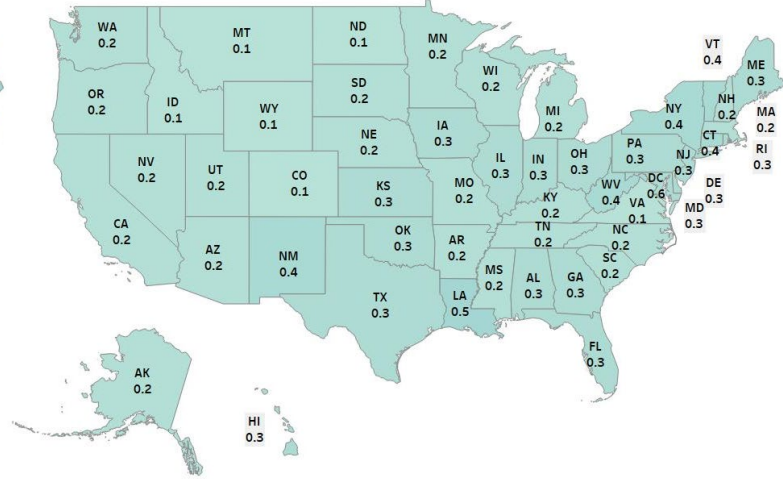 WA
0.2
MT
0.1
ND
0.1
MN
0.2
VT
0.4
ME
0.3
OR
0.2
ID
0.1
WY
0.1
SD
0.2
WI
0.2
MI
0.2
NY
0.4
NH
0.2
MA
0.2
CT
0.4
RI
0.3
NV
0.2
UT
0.2
CO
0.1
NE
0.2
IA
0.3
IL
0.3
IN
0.3
OH
0.3
PA
0.3
NJ
0.3
CA
0.2
AZ
0.2
NM
0.4
KS
0.3
MO
0.2
KY
0.2
WV
0.4
VA
0.1
DC
0.6
DE
0.3
MD
0.3
OK
0.3
AR
0.2
TN
0.2
NC
0.2
SC
0.2
TX
0.3
LA
0.5
MS
0.2
AL
0.3
GA
0.3
FL
0.3
AK
0.2
HI
0.3